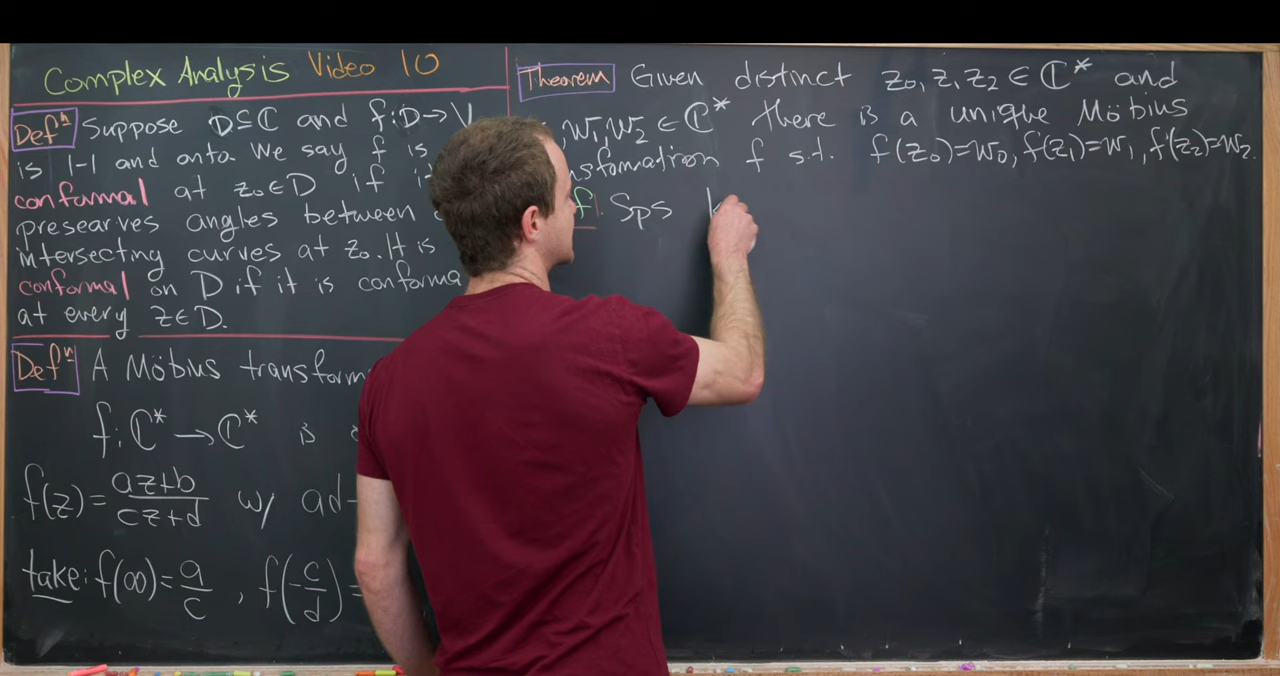 Complex Analysis Video 10
Defⁿ Suppose D⊆ℂ and f:D→V
is 1-1 and onto. We say f is
conformal at z₀∈D if it
presearves angles between
intersecting curves at z₀. It is
conformal on D if it is conforma
at every z∈D.
Defⁿ A Möbius transform
f:ℂ*→ℂ* is
f(z)=(az+b)/(cz+d) w/ ad-
take: f(∞)=a/c, f(-c/d)=
Theorem Given distinct z₀,z₁,z₂∈ℂ* and
,w₁,w₂∈ℂ* there is a unique Möbius
nsformation f s.t. f(z₀)=w₀, f(z₁)=w₁, f(z₂)=w₂.
f. Sps